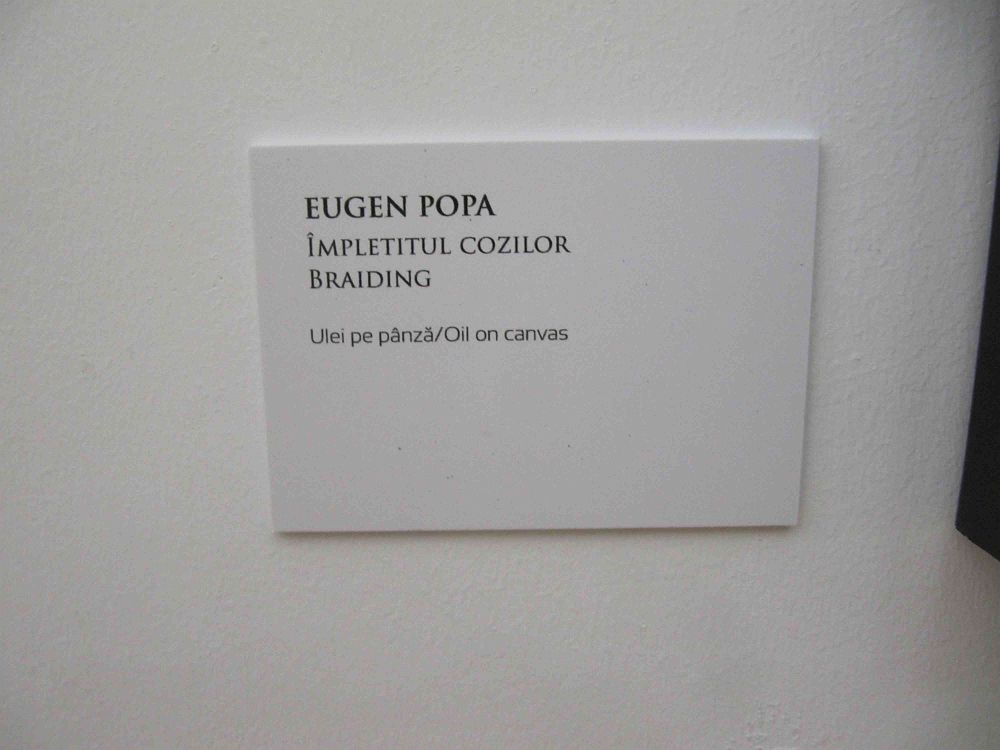 EUGEN POPA
ÎMPLETITUL COZILOR
BRAIDING
Ulei pe pânză/Oil on canvas